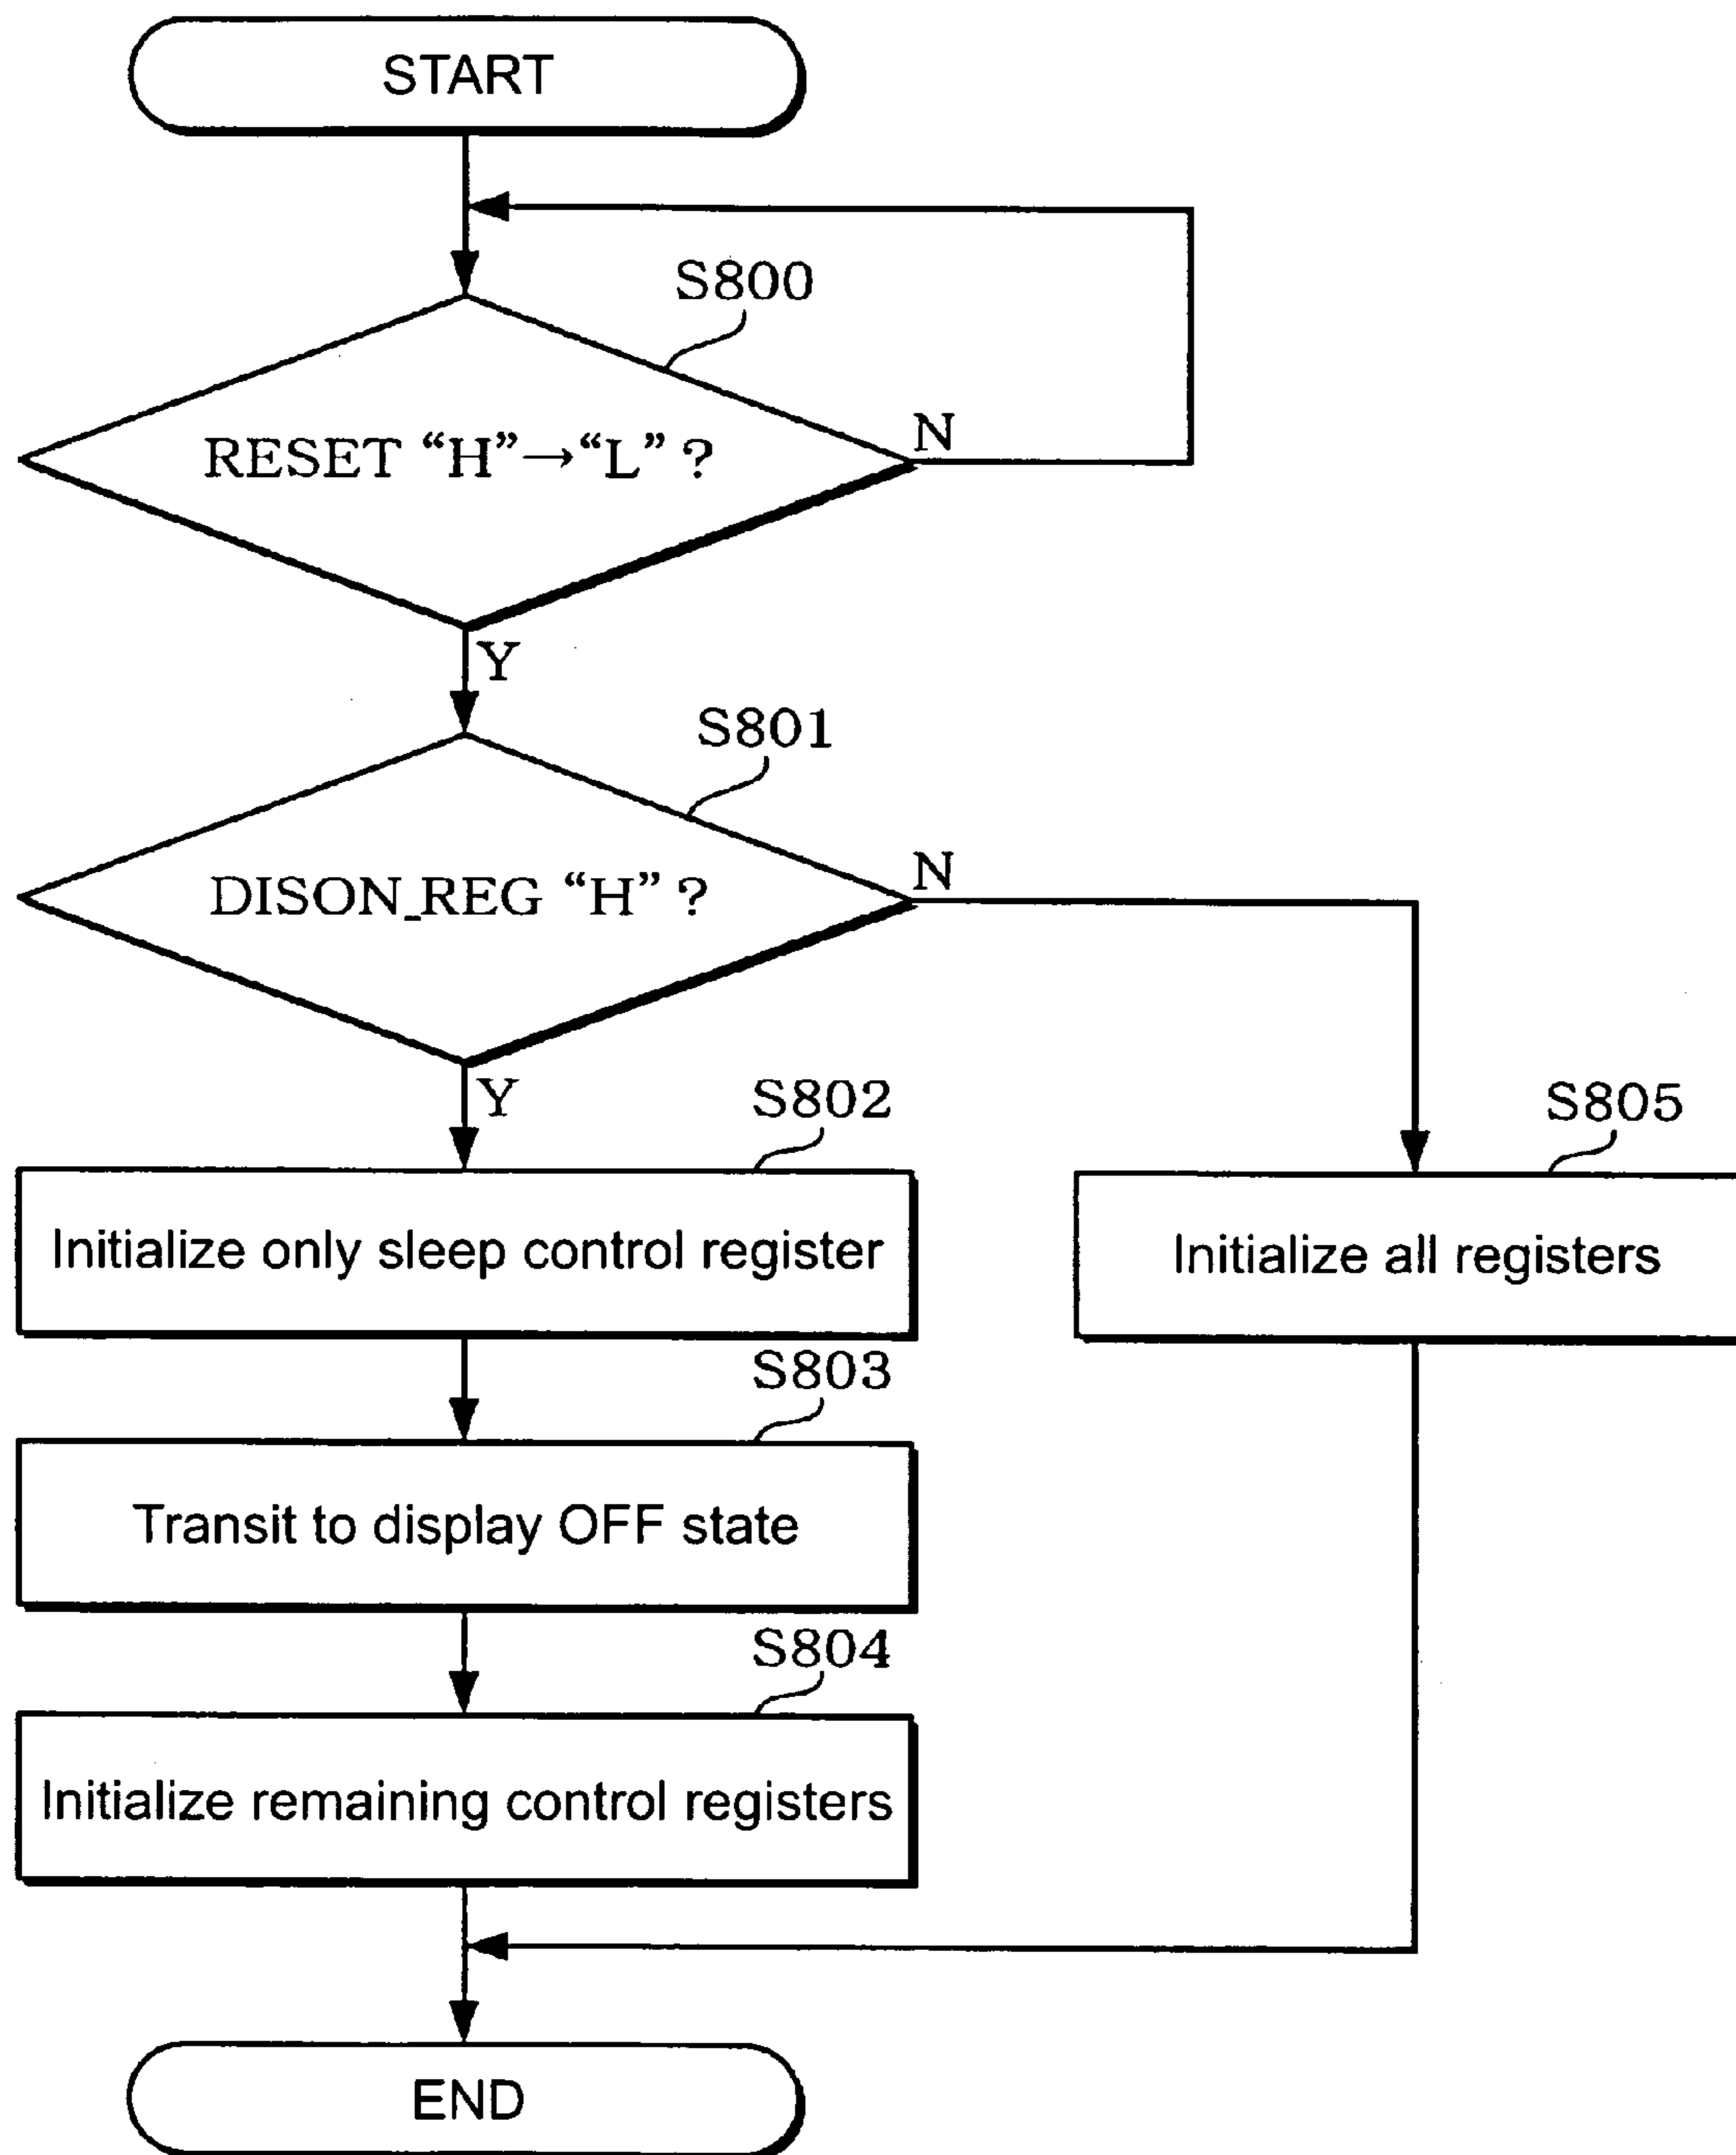 START
S800
RESET “H”→“L” ?
N
Y
S801
DISON_REG “H” ?
N
Y
S802
S805
Initialize only sleep control register
Initialize all registers
S803
Transit to display OFF state
S804
Initialize remaining control registers
END